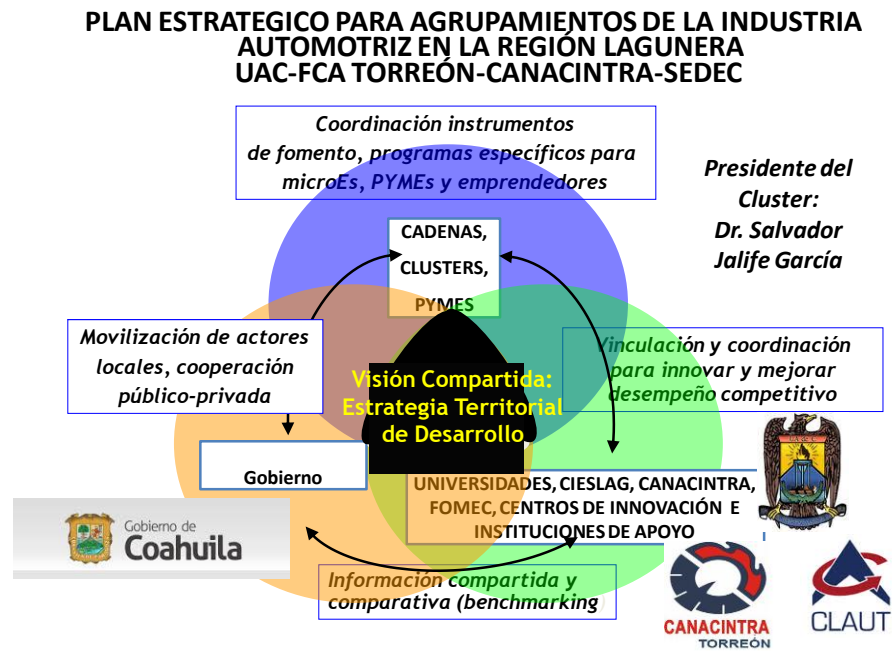 PLAN ESTRATEGICO PARA AGRUPAMIENTOS DE LA INDUSTRIA
AUTOMOTRIZ EN LA REGIÓN LAGUNERA
UAC-FCA TORREÓN-CANACINTRA-SEDEC
Coordinación instrumentos
de fomento, programas específicos para
microEs, PYMEs y emprendedores
Presidente del
Cluster:
Dr. Salvador
Jalife García
CADENAS,
CLUSTERS,
PYMES
Movilización de actores
locales, cooperación
público-privada
Vinculación y coordinación
para innovar y mejorar
desempeño competitivo
Visión Compartida:
Estrategia Territorial
de Desarrollo
Gobierno
UNIVERSIDADES, CIESLAG, CANACINTRA,
FOMEC, CENTROS DE INNOVACIÓN E
INSTITUCIONES DE APOYO
Gobierno de
Coahuila
Información compartida y
comparativa (benchmarking)
CANACINTRA
TORREÓN
CLAUT